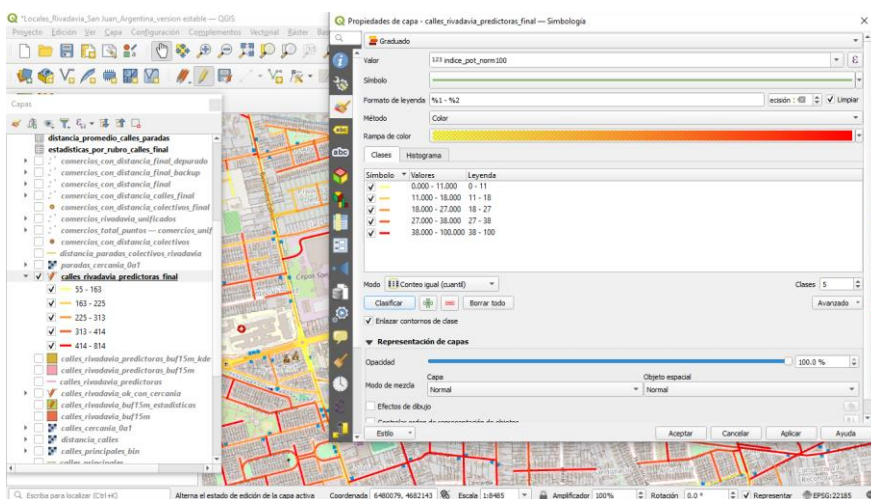 *Locales_Rivadavia_San Juan_Argentina_version estable — QGIS
Proyecto Edición Ver Capa Configuración Complementos Vectorial Ráster
Capas
distancia_promedio_calles_paradas
estadisticas_por_rubro_calles_final
comercios_con_distancia_final_depurado
comercios_con_distancia_final_backup
comercios_con_distancia_final
comercios_con_distancia_calles_final
comercios_con_distancia_colectivos_final
comercios_rivadavia_unificados
comercios_total_puntos — comercios_unif
comercios_con_distancia_colectivos
distancia_paradas_colectivos_rivadavia
paradas_cercania_0a1
calles_rivadavia_predictoras_final
55 - 163
163 - 225
225 - 313
313 - 414
414 - 814
calles_rivadavia_predictoras_buf15m_kde
calles_rivadavia_predictoras_buf15m
calles_rivadavia_predictoras
calles_rivadavia_ok_con_cercania
calles_rivadavia_buf15m_estadisticas
calles_rivadavia_buf15m
calles_cercania_0a1
distancia_calles
calles_principales_bin
calles_principales
Propiedades de capa - calles_rivadavia_predictoras_final — Simbología
Graduado
Valor 123 indice_pot_norm100
Símbolo
Formato de leyenda %1 - %2 ecisión : Limpiar
Método Color
Rampa de color
Clases Histograma
Símbolo Valores Leyenda
0.000 - 11.000 0 - 11
11.000 - 18.000 11 - 18
18.000 - 27.000 18 - 27
27.000 - 38.000 27 - 38
38.000 - 100.000 38 - 100
Modo Conteo igual (cuantil) Clases 5
Clasificar Borrar todo Avanzado
Enlazar contornos de clase
Representación de capas
Opacidad 100.0 %
Modo de mezcla Capa Normal Objeto espacial Normal
Efectos de dibujo
Controlar orden de representación de objetos
Estilo Aceptar Cancelar Aplicar Ayuda
Escriba para localizar (Ctrl+K) Alterna el estado de edición de la capa activa Coordenada 6480079, 4682143 Escala 1:8485 Amplificador 100% Rotación 0.0 ° Representar EPSG:22185